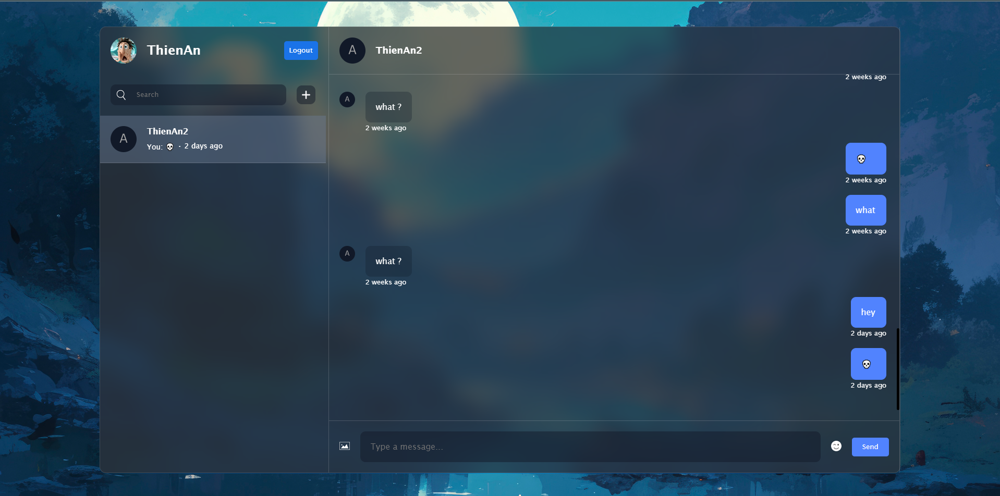 ThienAn
Logout
Search
ThienAn2
You: 💀 · 2 days ago
A
A
ThienAn2
2 weeks ago
A
what ?
2 weeks ago
💀
2 weeks ago
what
2 weeks ago
A
what ?
2 weeks ago
hey
2 days ago
💀
2 days ago
Type a message...
Send